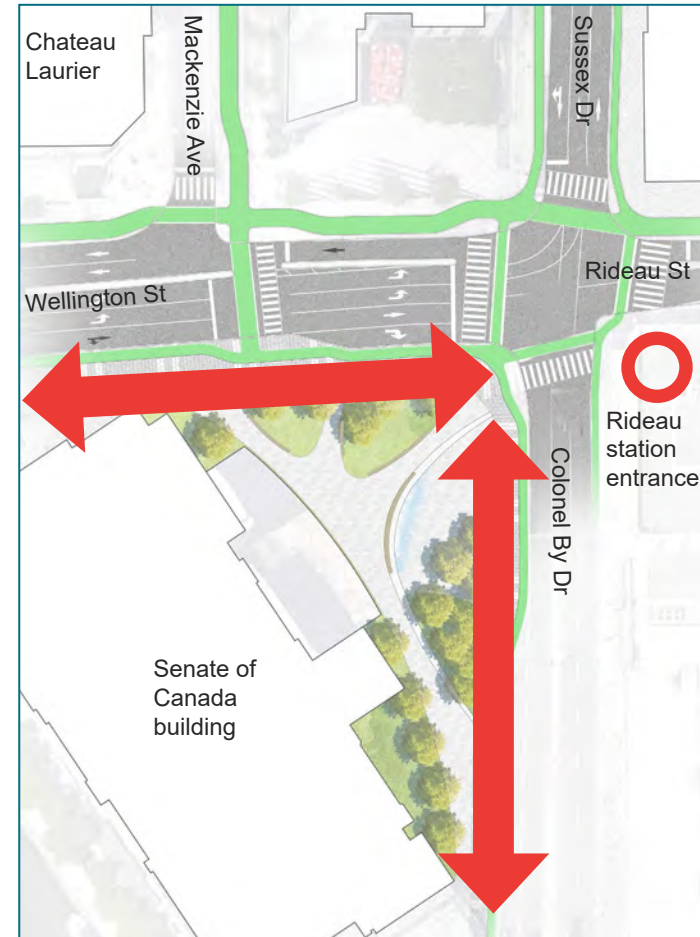 Chateau
Laurier
Mackenzie Ave
Sussex Dr
Rideau St
Wellington St
Rideau
station
entrance
Colonel By Dr
Senate of
Canada
building